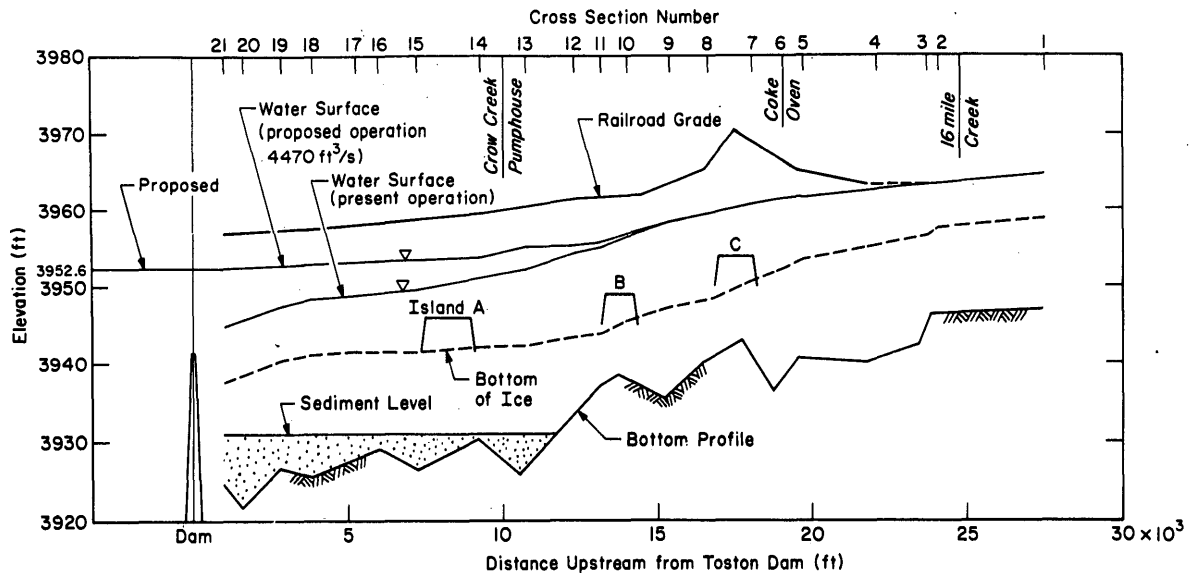 Cross Section Number
21 20 19 18 17 16 15 14 13 12 11 10 9 8 7 6 5 4 3 2 1
3980
3970
3960
3952.6
3950
3940
3930
3920
Elevation (ft)
Water Surface
(proposed operation
4470 ft³/s)
Proposed
Water Surface
(present operation)
Crow Creek
Pumphouse
Railroad Grade
Coke
Oven
16 mile
Creek
Island A
B
C
Bottom
of Ice
Sediment Level
Bottom Profile
Dam
5 10 15 20 25 30 × 10³
Distance Upstream from Toston Dam (ft)